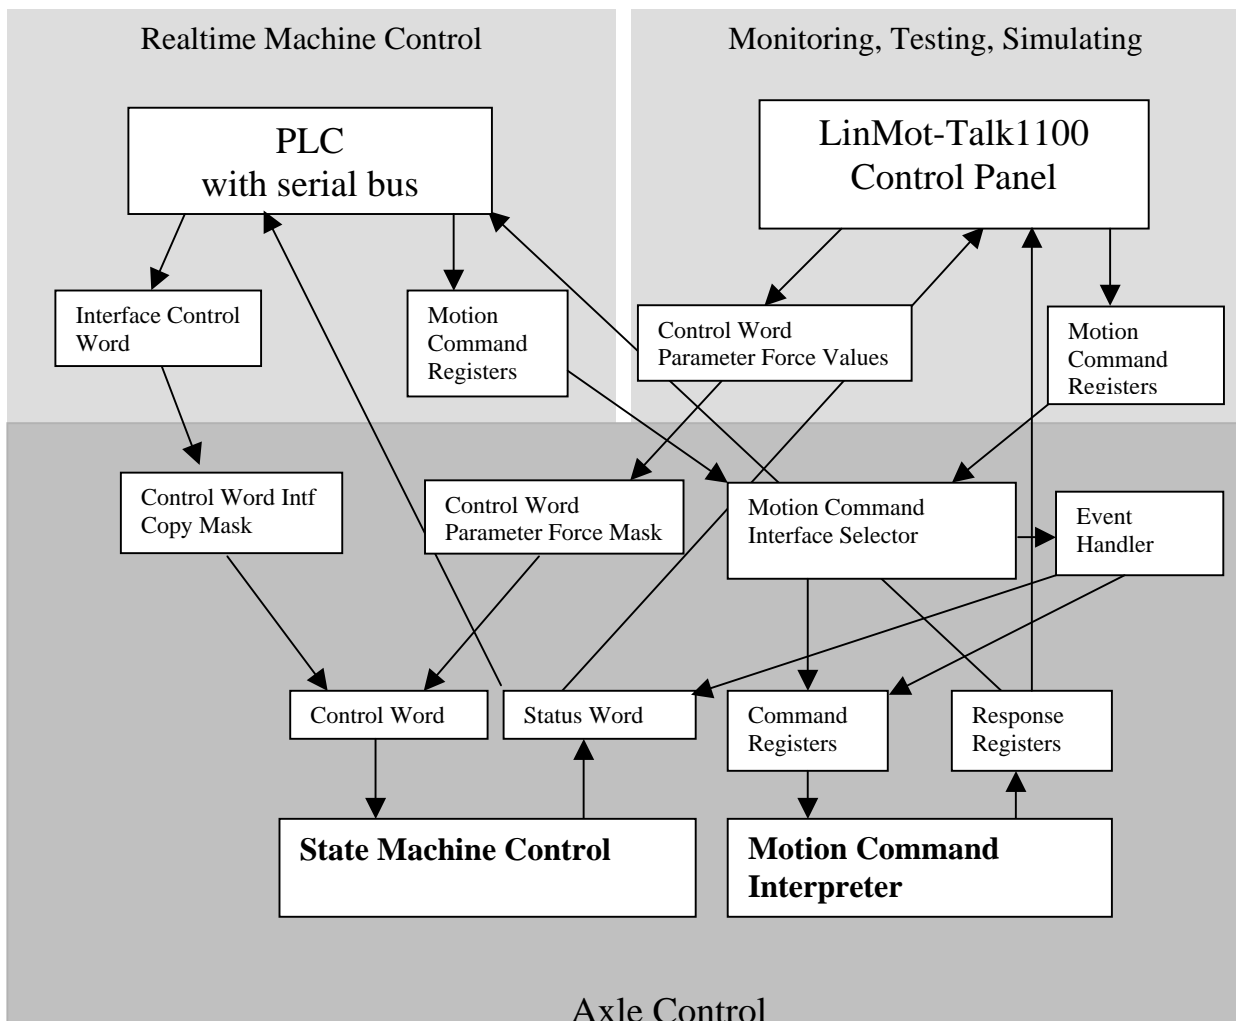 Realtime Machine Control
Monitoring, Testing, Simulating
PLC
with serial bus
LinMot-Talk1100
Control Panel
Interface Control
Word
Motion
Command
Registers
Control Word
Parameter Force Values
Motion
Command
Registers
Control Word Intf
Copy Mask
Control Word
Parameter Force Mask
Motion Command
Interface Selector
Event
Handler
Control Word
Status Word
Command
Registers
Response
Registers
State Machine Control
Motion Command
Interpreter
Axle Control